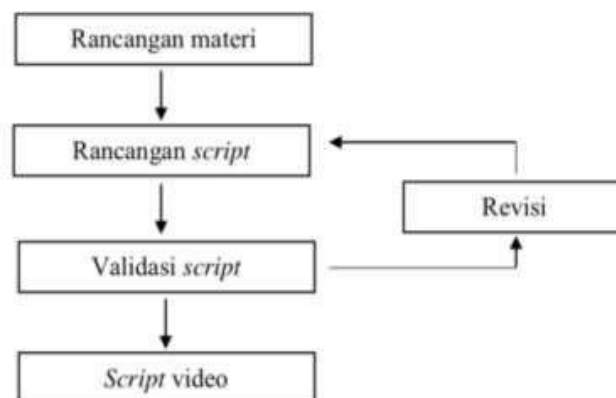 Rancangan materi
Rancangan script
Revisi
Validasi script
Script video